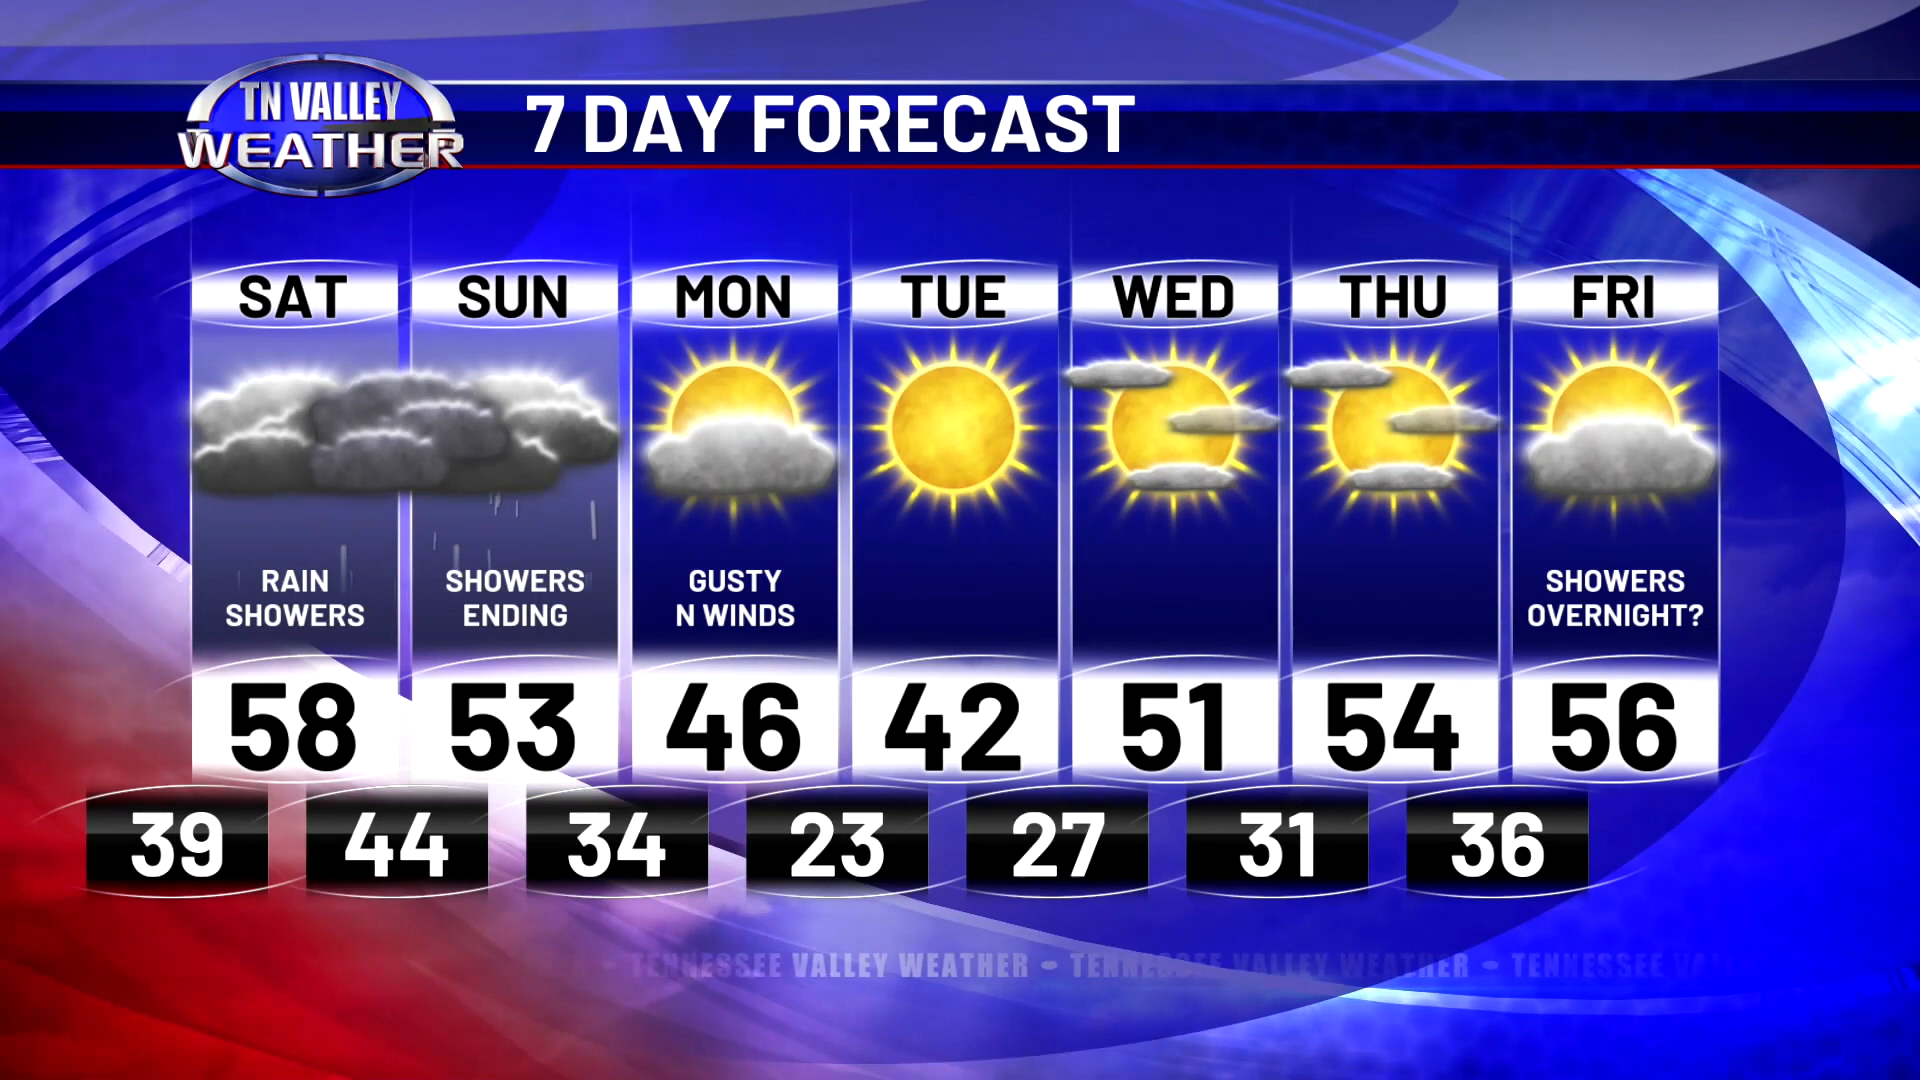 TN VALLEY
WEATHER
7 DAY FORECAST
SAT SUN MON TUE WED THU FRI
RAIN
SHOWERS
SHOWERS
ENDING
GUSTY
N WINDS
SHOWERS
OVERNIGHT?
58 53 46 42 51 54 56
39 44 34 23 27 31 36
TENNESSEE VALLEY WEATHER • TENNESSEE VALLEY WEATHER • TENNESSEE